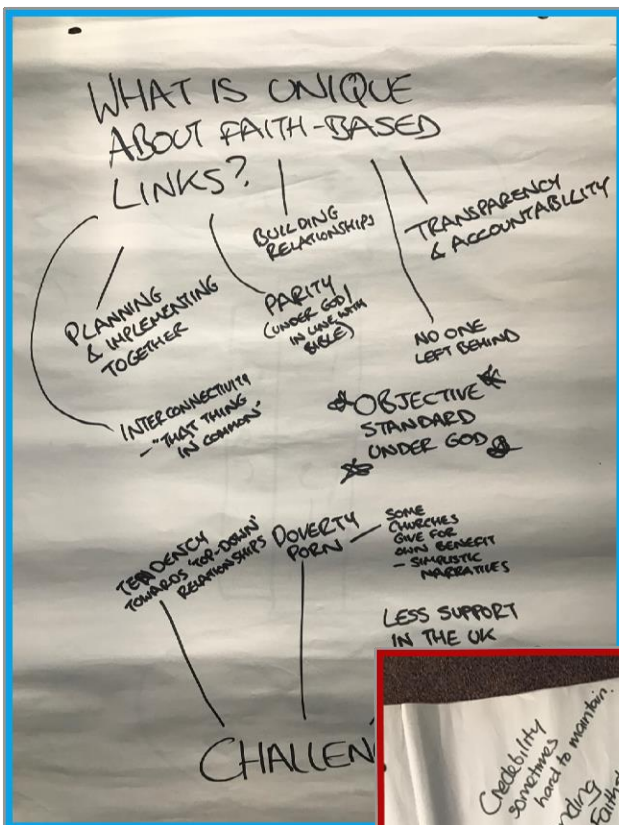 WHAT IS UNIQUE
ABOUT FAITH-BASED
LINKS?
BUILDING
RELATIONSHIPS
TRANSPARENCY
& ACCOUNTABILITY
PLANNING
& IMPLEMENTING
TOGETHER
PARITY
(UNDER GOD/
IN LINE WITH
BIBLE)
NO ONE
LEFT BEHIND
INTERCONNECTIVITY
- "THAT THING
IN COMMON"
OBJECTIVE
STANDARD
UNDER GOD
TENDENCY
TOWARDS 'TOP-DOWN'
RELATIONSHIPS
POVERTY
PORN
SOME
CHURCHES
GIVE FOR
OWN BENEFIT
- SIMPLISTIC
NARRATIVES
LESS SUPPORT
IN THE UK
CHALLEN
Credibility
sometimes
hard to maintain.
nding
Faith